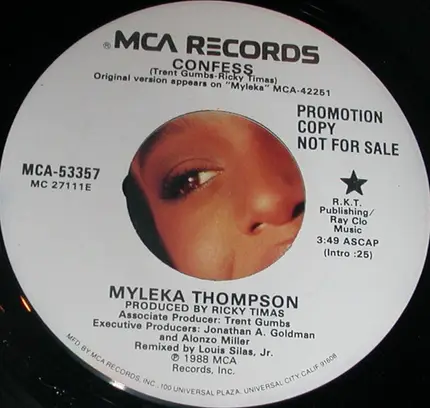 ® MCA RECORDS
CONFESS
(Trent Gumbs-Ricky Timas)
Original version appears on "Myleka" MCA-42251
PROMOTION
COPY
NOT FOR SALE
MCA-53357
MC 27111E
R.K.T.
Publishing/
Ray Clo
Music
3:49 ASCAP
(Intro :25)
MYLEKA THOMPSON
PRODUCED BY RICKY TIMAS
Associate Producer: Trent Gumbs
Executive Producers: Jonathan A. Goldman
and Alonzo Miller
Remixed by Louis Silas, Jr.
℗ 1988 MCA
Records, Inc.
MFD. BY MCA RECORDS, INC., 100 UNIVERSAL PLAZA, UNIVERSAL CITY, CALIF. 91608